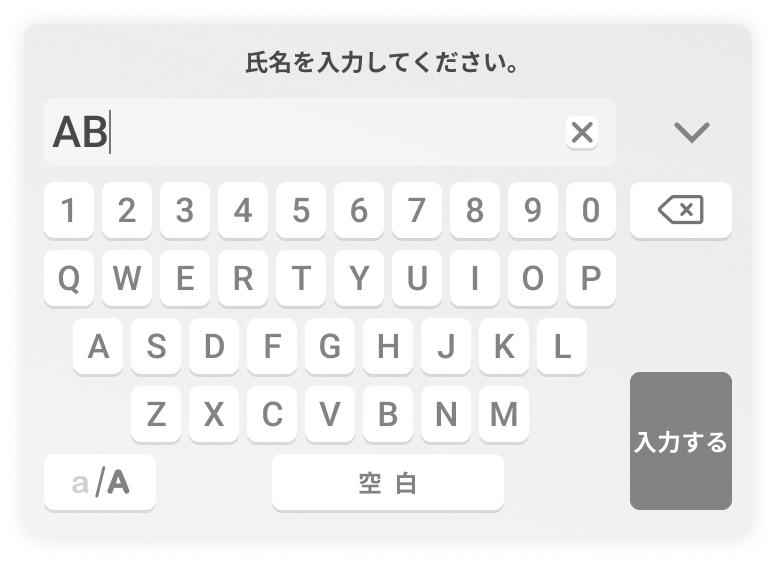 氏名を入力してください。
AB
1 2 3 4 5 6 7 8 9 0
Q W E R T Y U I O P
A S D F G H J K L
Z X C V B N M
入力する
a/A 空 白